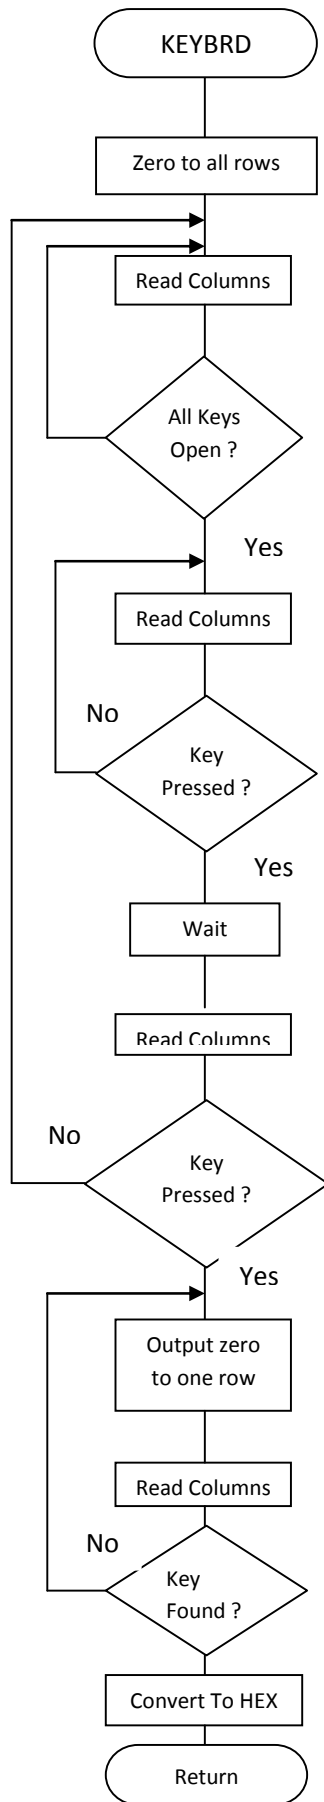 KEYBRD
Zero to all rows
Read Columns
All Keys
Open ?
Yes
Read Columns
No
Key
Pressed ?
Yes
Wait
Read Columns
No
Key
Pressed ?
Yes
Output zero
to one row
Read Columns
No
Key
Found ?
Convert To HEX
Return